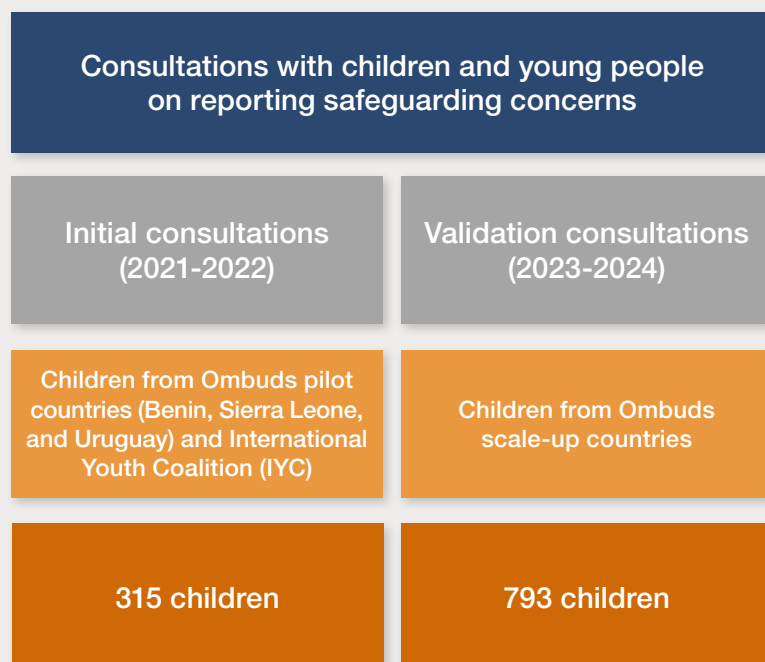 Consultations with children and young people
on reporting safeguarding concerns
Initial consultations
(2021-2022)
Validation consultations
(2023-2024)
Children from Ombuds pilot
countries (Benin, Sierra Leone,
and Uruguay) and International
Youth Coalition (IYC)
Children from Ombuds
scale-up countries
315 children
793 children